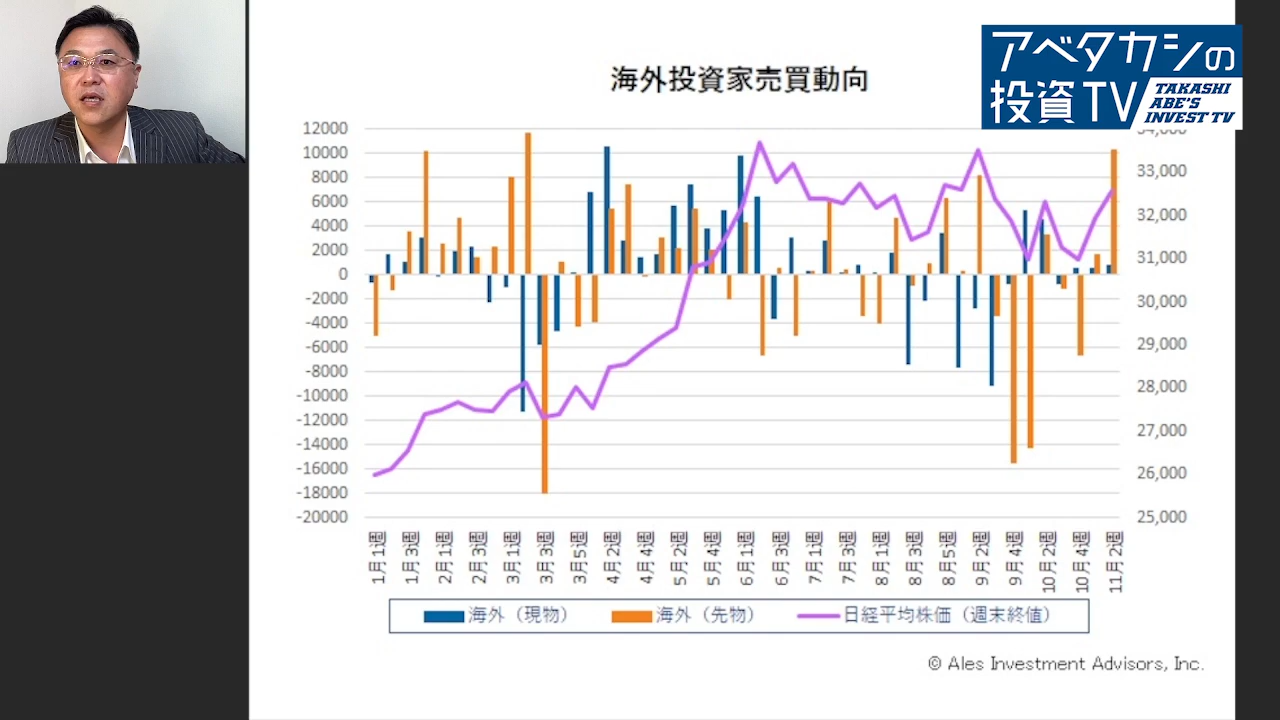 海外投資家売買動向
アベタカシの
投資TV
TAKASHI
ABE'S
INVEST TV
12000
10000
8000
6000
4000
2000
0
-2000
-4000
-6000
-8000
-10000
-12000
-14000
-16000
-18000
-20000
34,000
33,000
32,000
31,000
30,000
29,000
28,000
27,000
26,000
25,000
1月1週
1月3週
2月1週
2月3週
3月1週
3月3週
3月5週
4月2週
4月4週
5月2週
5月4週
6月1週
6月3週
7月1週
7月3週
8月1週
8月3週
8月5週
9月2週
9月4週
10月2週
10月4週
11月2週
海外（現物） 海外（先物） 日経平均株価（週末終値）
© Ales Investment Advisors, Inc.